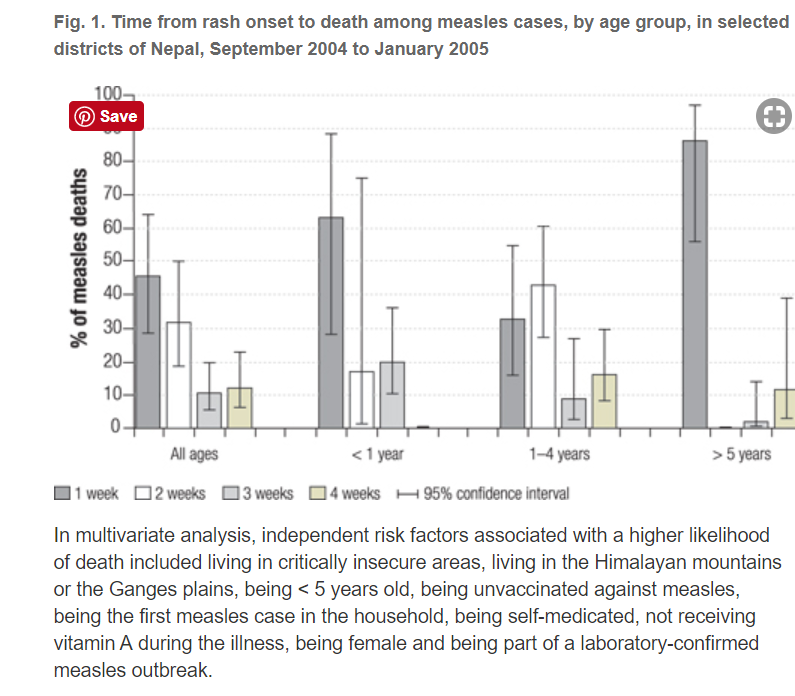 Fig. 1. Time from rash onset to death among measles cases, by age group, in selected
districts of Nepal, September 2004 to January 2005
100
Save
80
70
60
50
40
30
20
10
0
% of measles deaths
All ages
< 1 year
1–4 years
> 5 years
1 week 2 weeks 3 weeks 4 weeks 95% confidence interval
In multivariate analysis, independent risk factors associated with a higher likelihood
of death included living in critically insecure areas, living in the Himalayan mountains
or the Ganges plains, being < 5 years old, being unvaccinated against measles,
being the first measles case in the household, being self-medicated, not receiving
vitamin A during the illness, being female and being part of a laboratory-confirmed
measles outbreak.